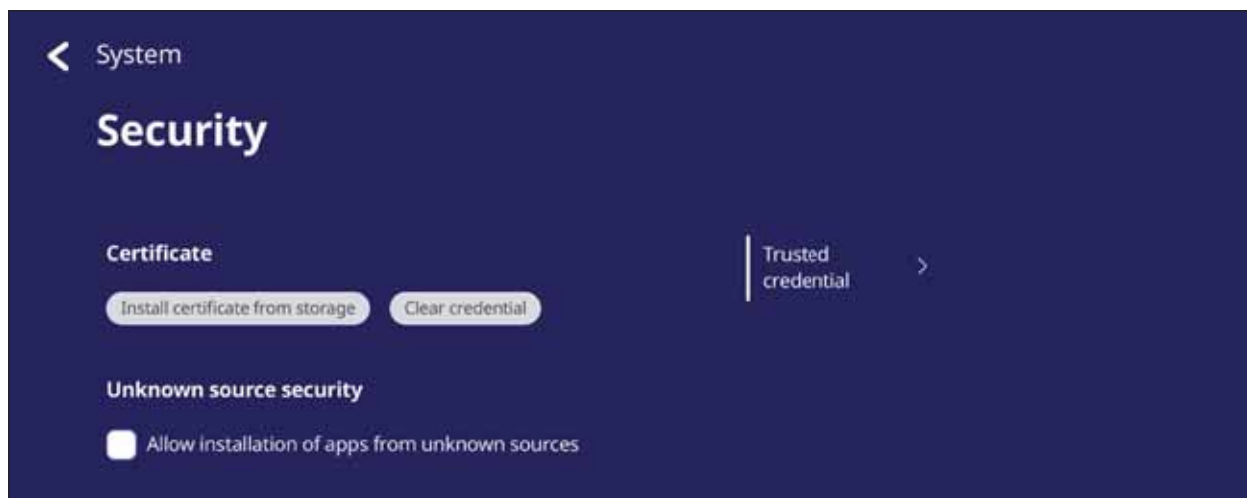 System
Security
Certificate
Trusted
credential
Install certificate from storage
Clear credential
Unknown source security
Allow installation of apps from unknown sources